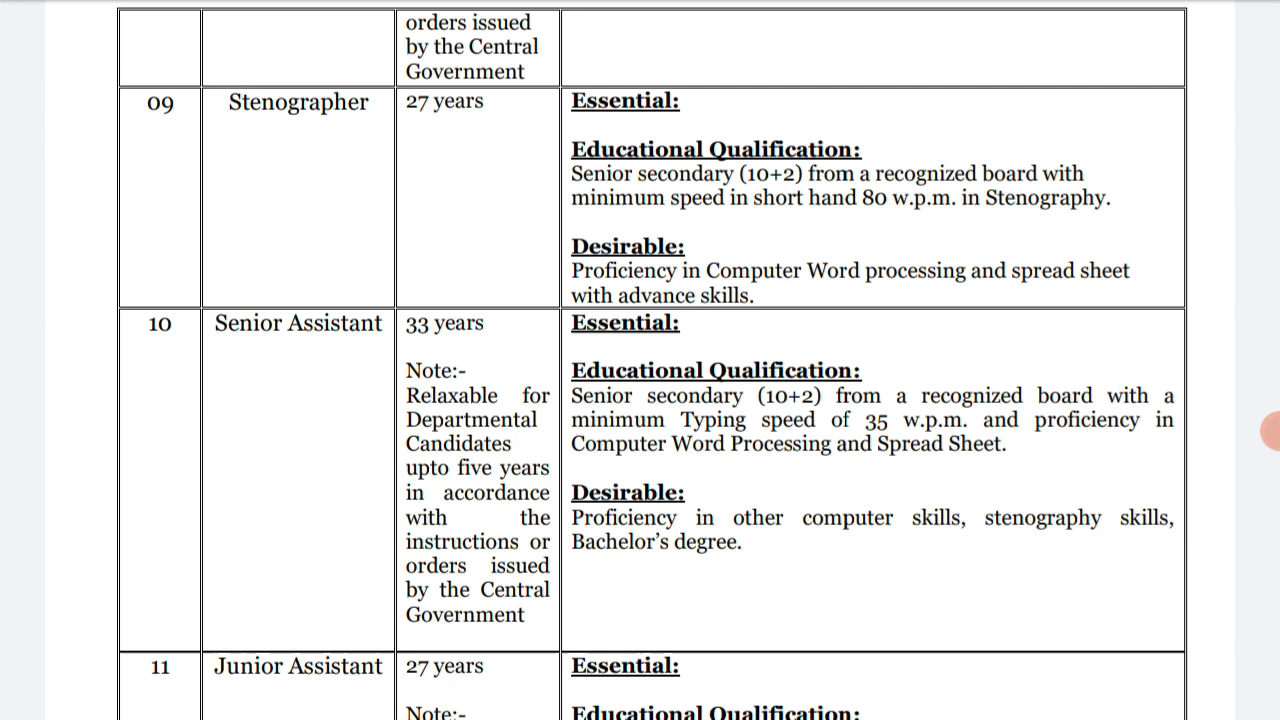 orders issued
by the Central
Government
09 Stenographer 27 years Essential:
Educational Qualification:
Senior secondary (10+2) from a recognized board with
minimum speed in short hand 80 w.p.m. in Stenography.
Desirable:
Proficiency in Computer Word processing and spread sheet
with advance skills.
10 Senior Assistant 33 years
Note:-
Relaxable for
Departmental
Candidates
upto five years
in accordance
with the
instructions or
orders issued
by the Central
Government
Essential:
Educational Qualification:
Senior secondary (10+2) from a recognized board with a
minimum Typing speed of 35 w.p.m. and proficiency in
Computer Word Processing and Spread Sheet.
Desirable:
Proficiency in other computer skills, stenography skills,
Bachelor's degree.
11 Junior Assistant 27 years
Note:-
Essential:
Educational Qualification: